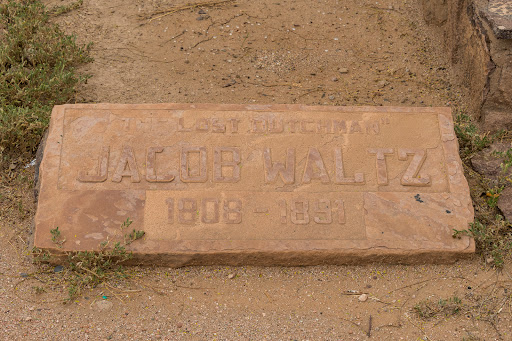 THE "LOST DUTCHMAN"
JACOB WALTZ
1808 - 1891